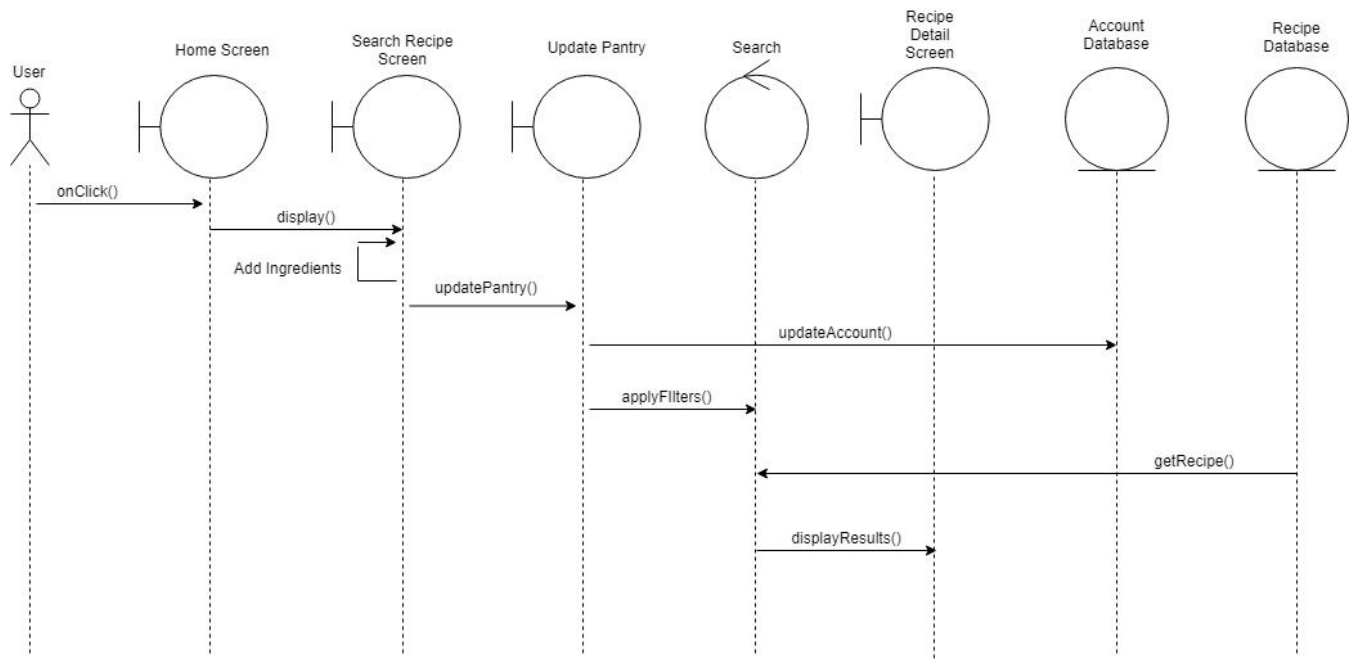 User
Home Screen
Search Recipe
Screen
Update Pantry
Search
Recipe
Detail
Screen
Account
Database
Recipe
Database
onClick()
display()
Add Ingredients
updatePantry()
updateAccount()
applyFIlters()
getRecipe()
displayResults()